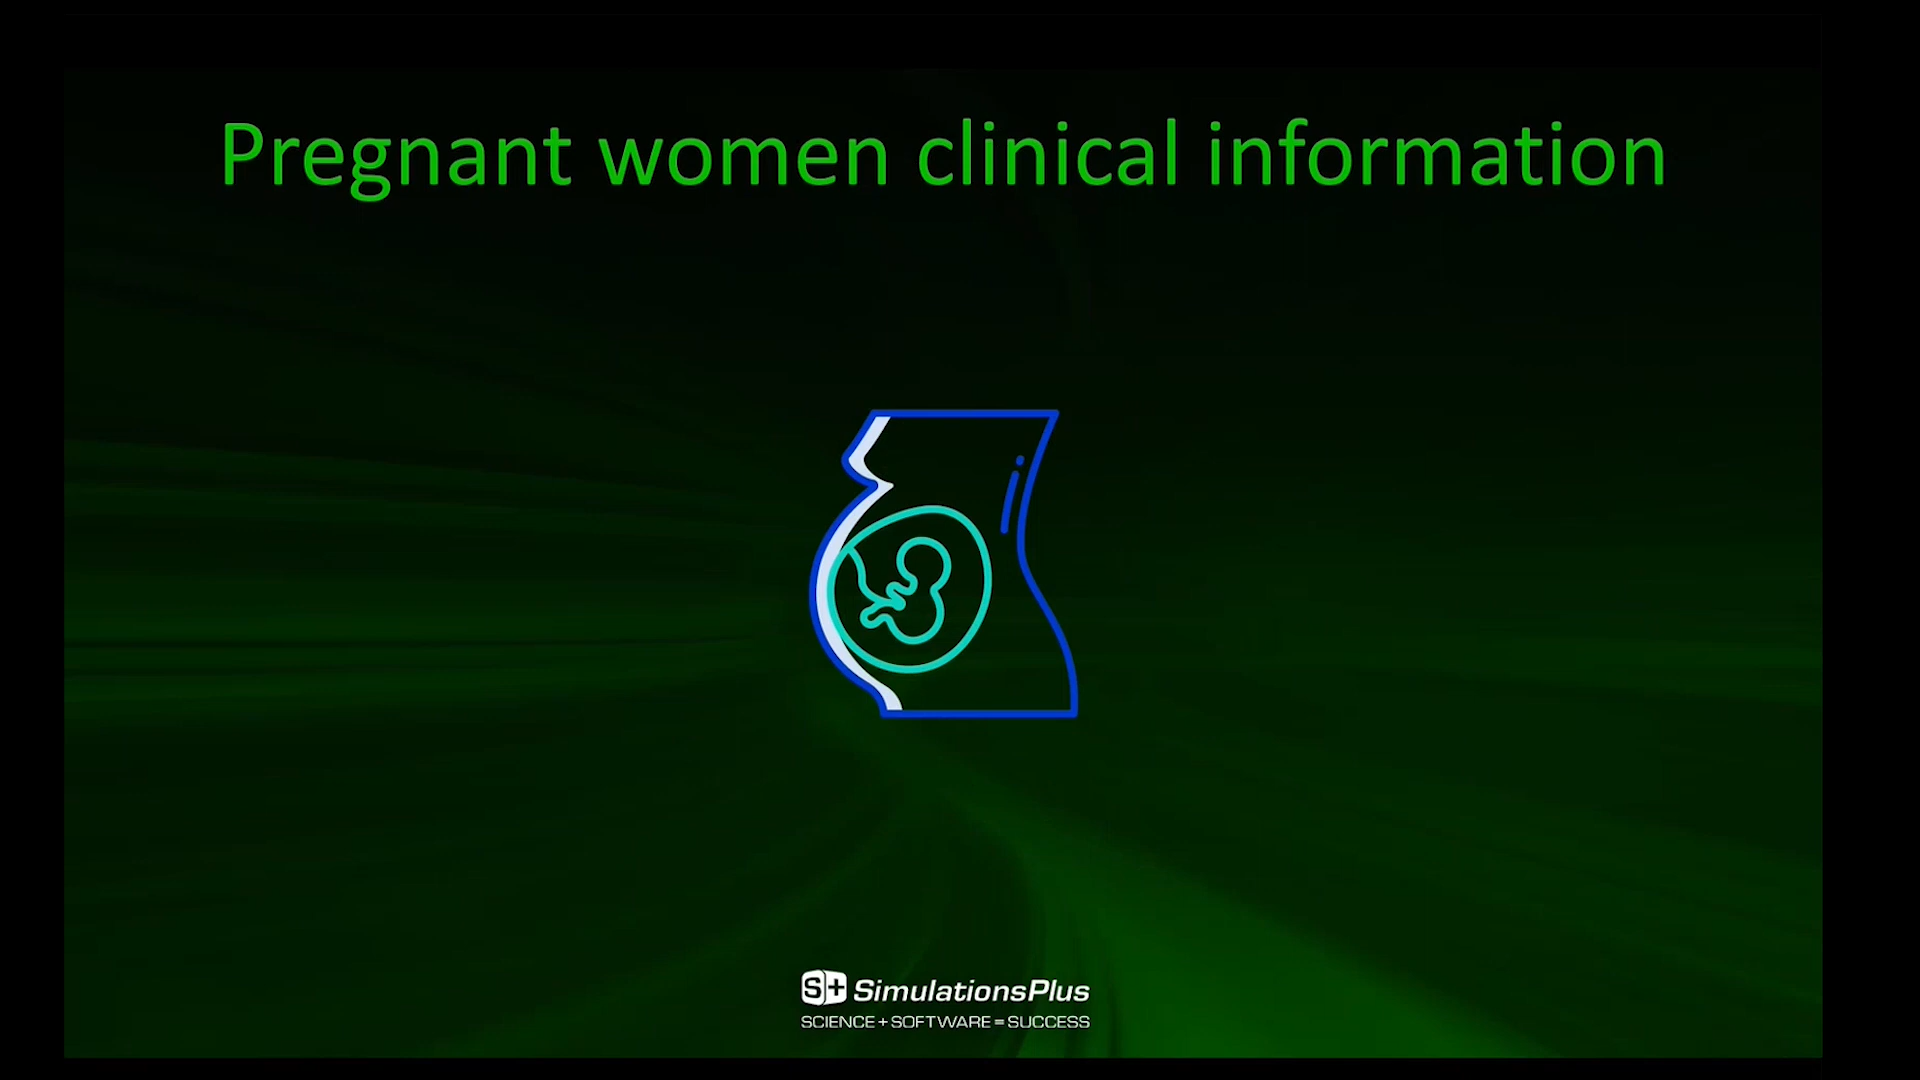 Pregnant women clinical information
S+ SimulationsPlus
SCIENCE + SOFTWARE = SUCCESS